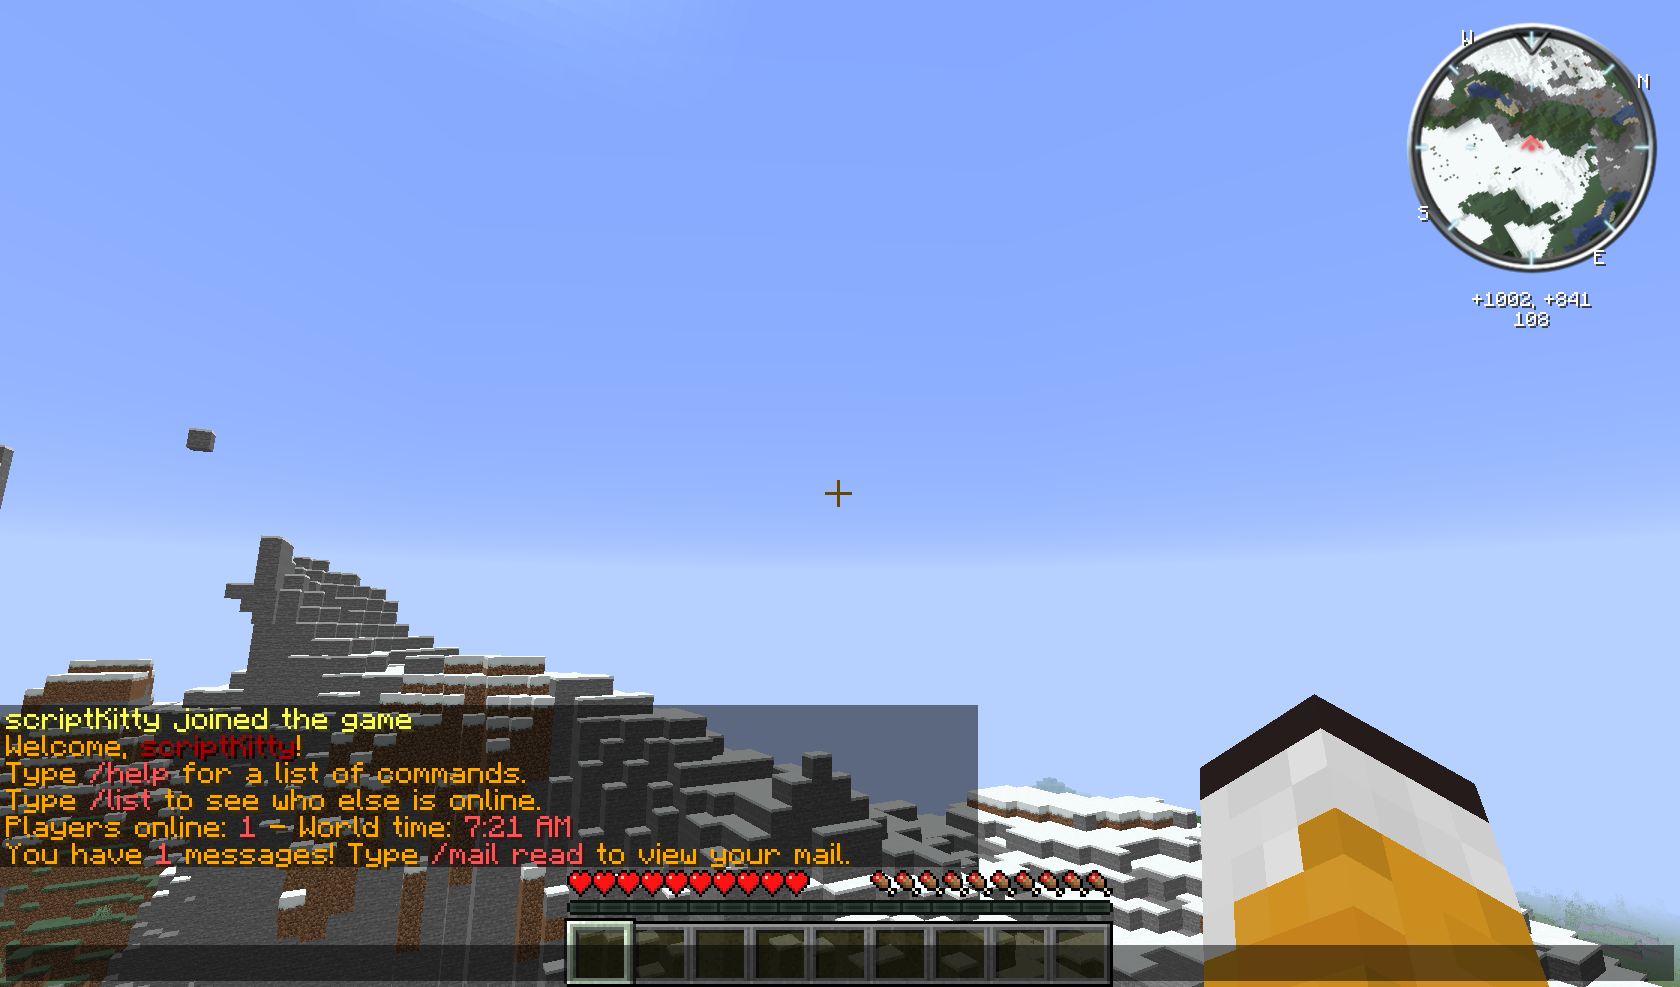 W
N
S
E
+1002, +841
108
scriptKitty joined the game
Welcome, scriptKitty!
Type /help for a list of commands.
Type /list to see who else is online.
Players online: 1 – World time: 7:21 AM
You have 1 messages! Type /mail read to view your mail.